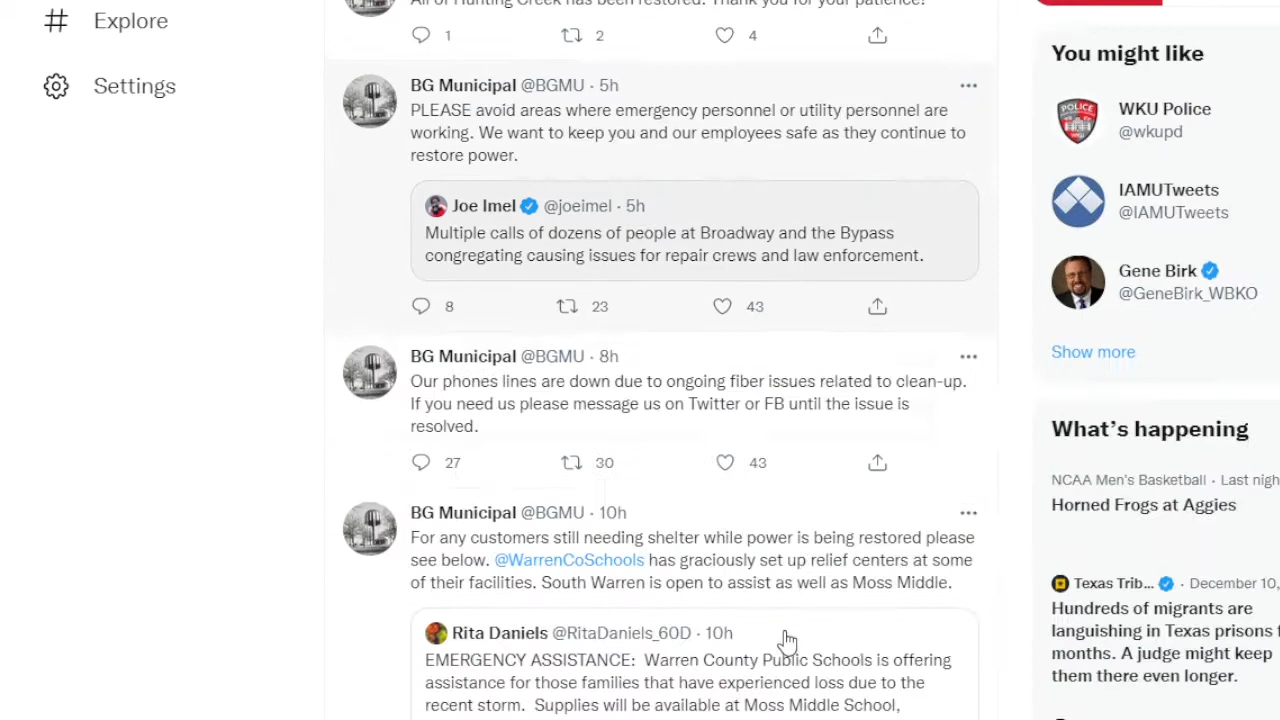 All of Hunting Creek has been restored. Thank you for your patience!
Explore
1
2
4
Settings
BG Municipal @BGMU · 5h
PLEASE avoid areas where emergency personnel or utility personnel are
working. We want to keep you and our employees safe as they continue to
restore power.
Joe Imel @joeimel · 5h
Multiple calls of dozens of people at Broadway and the Bypass
congregating causing issues for repair crews and law enforcement.
8
23
43
BG Municipal @BGMU · 8h
Our phones lines are down due to ongoing fiber issues related to clean-up.
If you need us please message us on Twitter or FB until the issue is
resolved.
27
30
43
BG Municipal @BGMU · 10h
For any customers still needing shelter while power is being restored please
see below. @WarrenCoSchools has graciously set up relief centers at some
of their facilities. South Warren is open to assist as well as Moss Middle.
Rita Daniels @RitaDaniels_60D · 10h
EMERGENCY ASSISTANCE: Warren County Public Schools is offering
assistance for those families that have experienced loss due to the
recent storm. Supplies will be available at Moss Middle School,
You might like
POLICE
WKU
WKU Police
@wkupd
IAMUTweets
@IAMUTweets
Gene Birk
@GeneBirk_WBKO
Show more
What's happening
NCAA Men's Basketball · Last nigh
Horned Frogs at Aggies
Texas Trib... · December 10,
Hundreds of migrants are
languishing in Texas prisons f
months. A judge might keep
them there even longer.